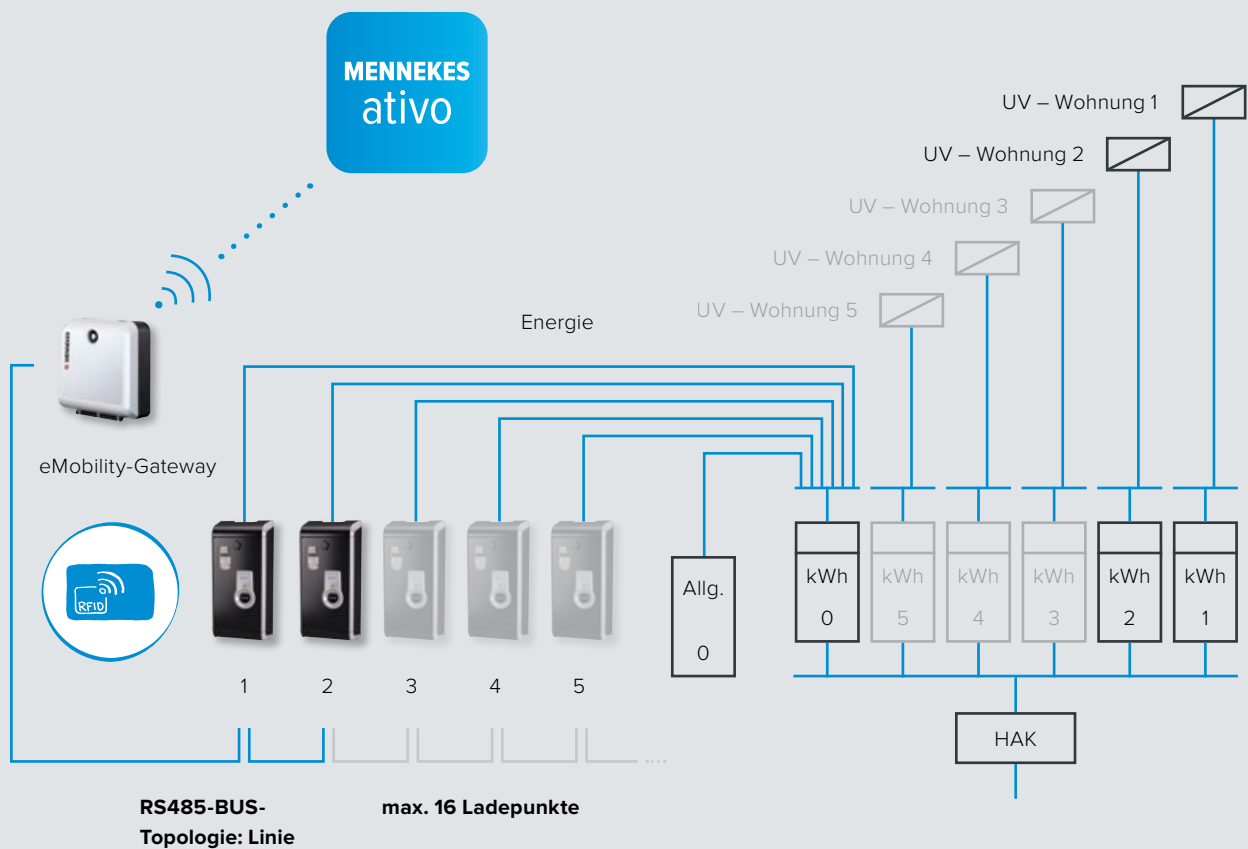 MENNEKES
ativo
UV – Wohnung 1
UV – Wohnung 2
UV – Wohnung 3
UV – Wohnung 4
UV – Wohnung 5
Energie
MENNEKES
eMobility-Gateway
RFID
Allg.
0
kWh
0
kWh
5
kWh
4
kWh
3
kWh
2
kWh
1
1
2
3
4
5
....
HAK
RS485-BUS-
Topologie: Linie
max. 16 Ladepunkte